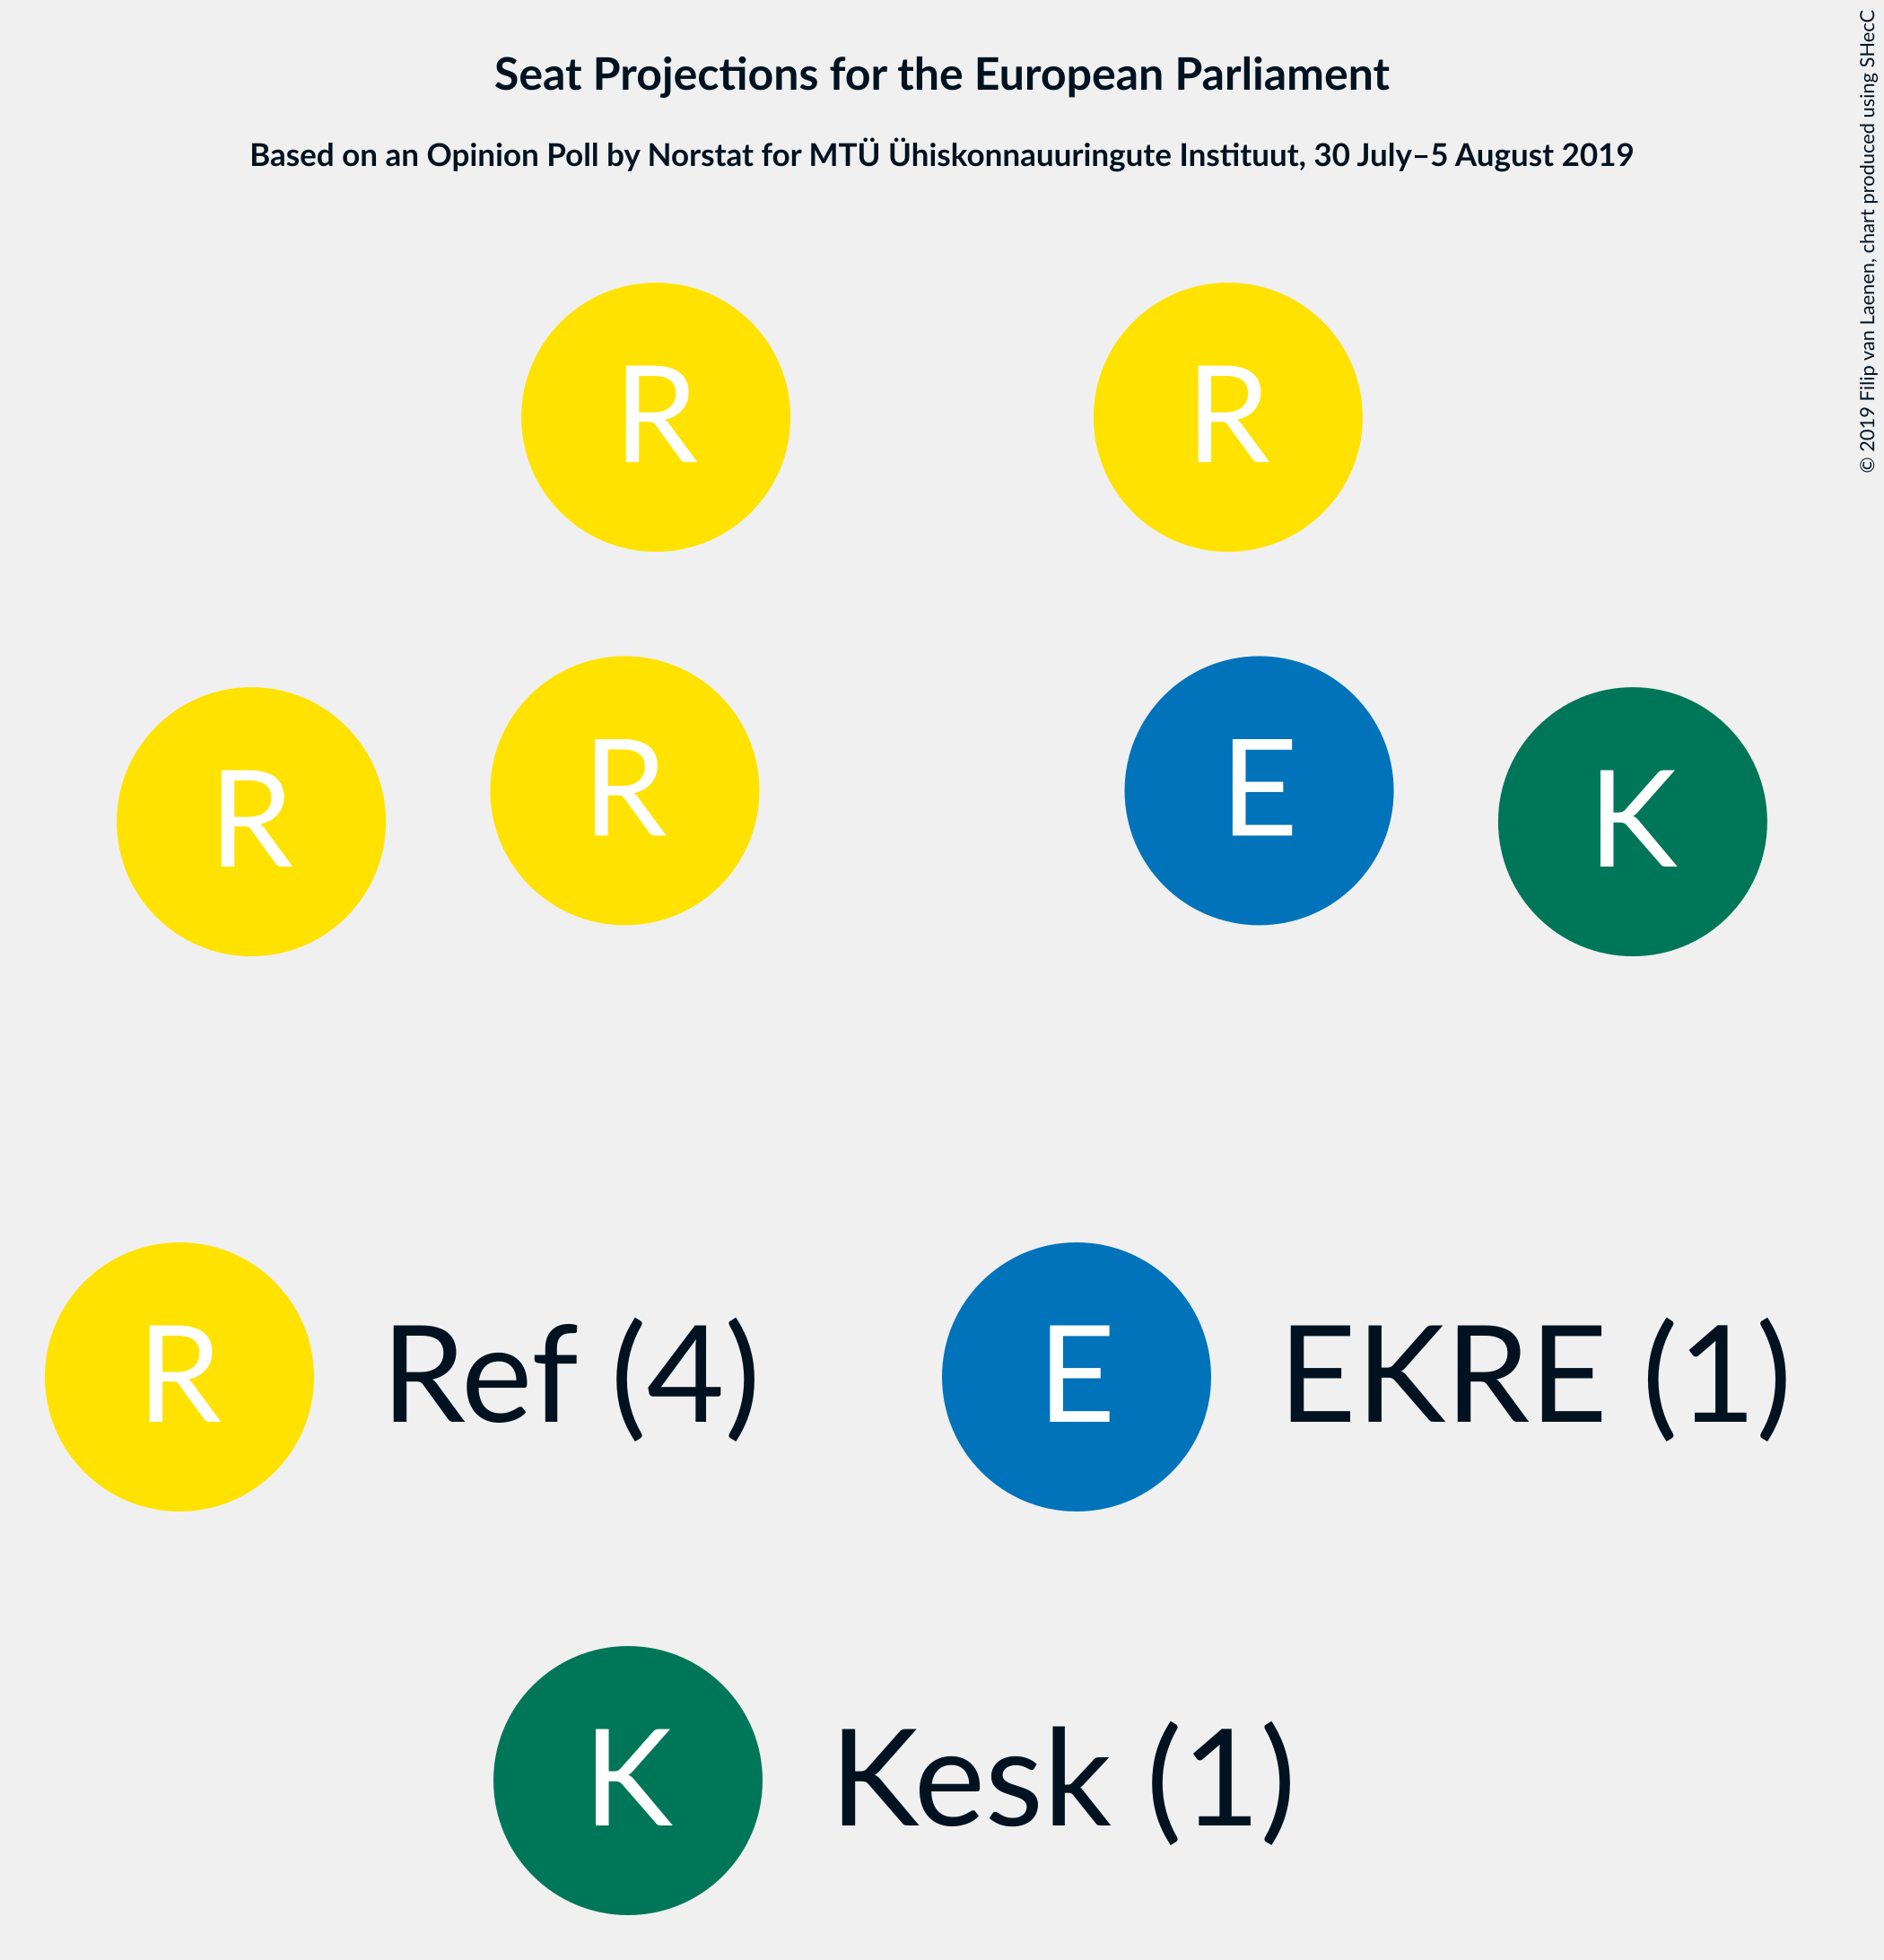 Seat Projections for the European Parliament
Based on an Opinion Poll by Norstat for MTÜ Ühiskonnauuringute Instituut, 30 July–5 August 2019
© 2019 Filip van Laenen, chart produced using SHecC
R
R
R
R
E
K
R
Ref (4)
E
EKRE (1)
K
Kesk (1)